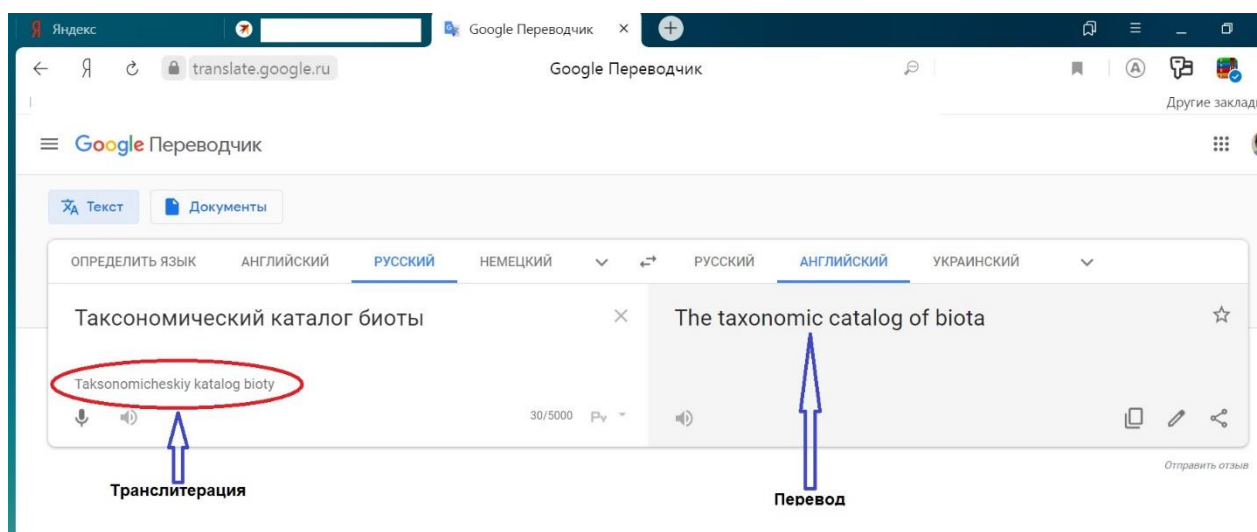 Яндекс
Google Переводчик
translate.google.ru
Google Переводчик
Другие заклад
Google Переводчик
Текст
Документы
ОПРЕДЕЛИТЬ ЯЗЫК АНГЛИЙСКИЙ РУССКИЙ НЕМЕЦКИЙ РУССКИЙ АНГЛИЙСКИЙ УКРАИНСКИЙ
Таксономический каталог биоты
The taxonomic catalog of biota
Taksonomicheskiy katalog bioty
30/5000
Ру
Отправить отзыв
Транслитерация
Перевод